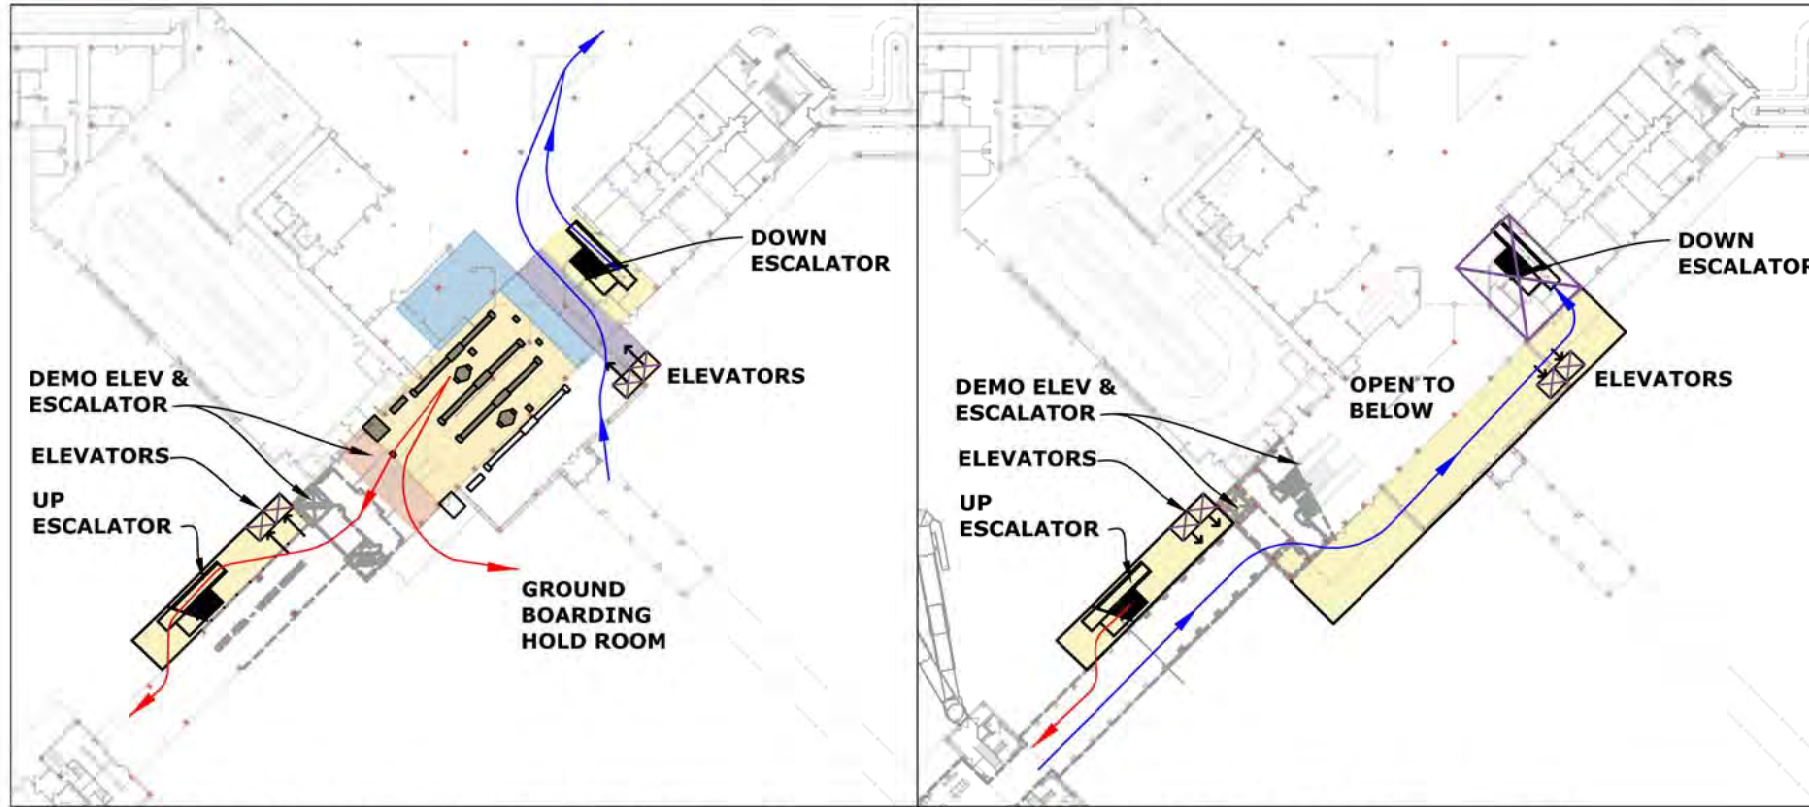 DOWN
ESCALATOR
ELEVATORS
DEMO ELEV &
ESCALATOR
ELEVATORS
UP
ESCALATOR
GROUND
BOARDING
HOLD ROOM
DOWN
ESCALATOR
ELEVATORS
OPEN TO
BELOW
DEMO ELEV &
ESCALATOR
ELEVATORS
UP
ESCALATOR